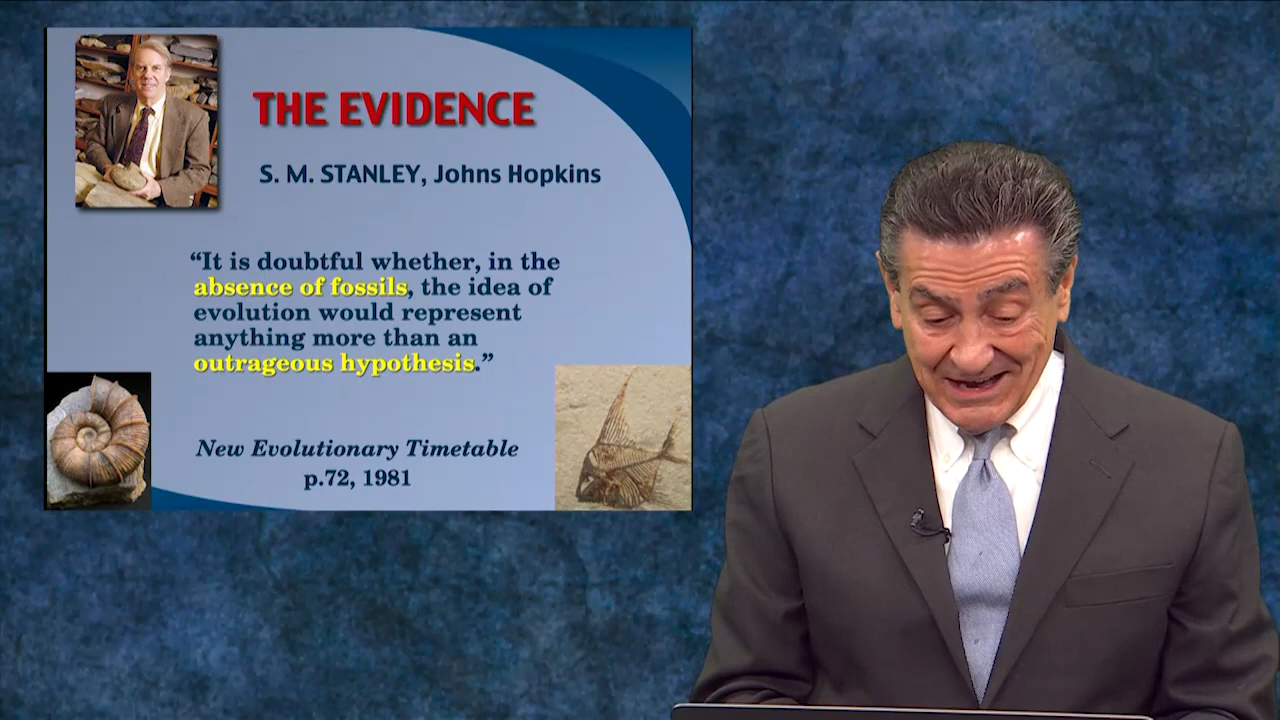 THE EVIDENCE
S. M. STANLEY, Johns Hopkins
“It is doubtful whether, in the
absence of fossils, the idea of
evolution would represent
anything more than an
outrageous hypothesis.”
New Evolutionary Timetable
p.72, 1981